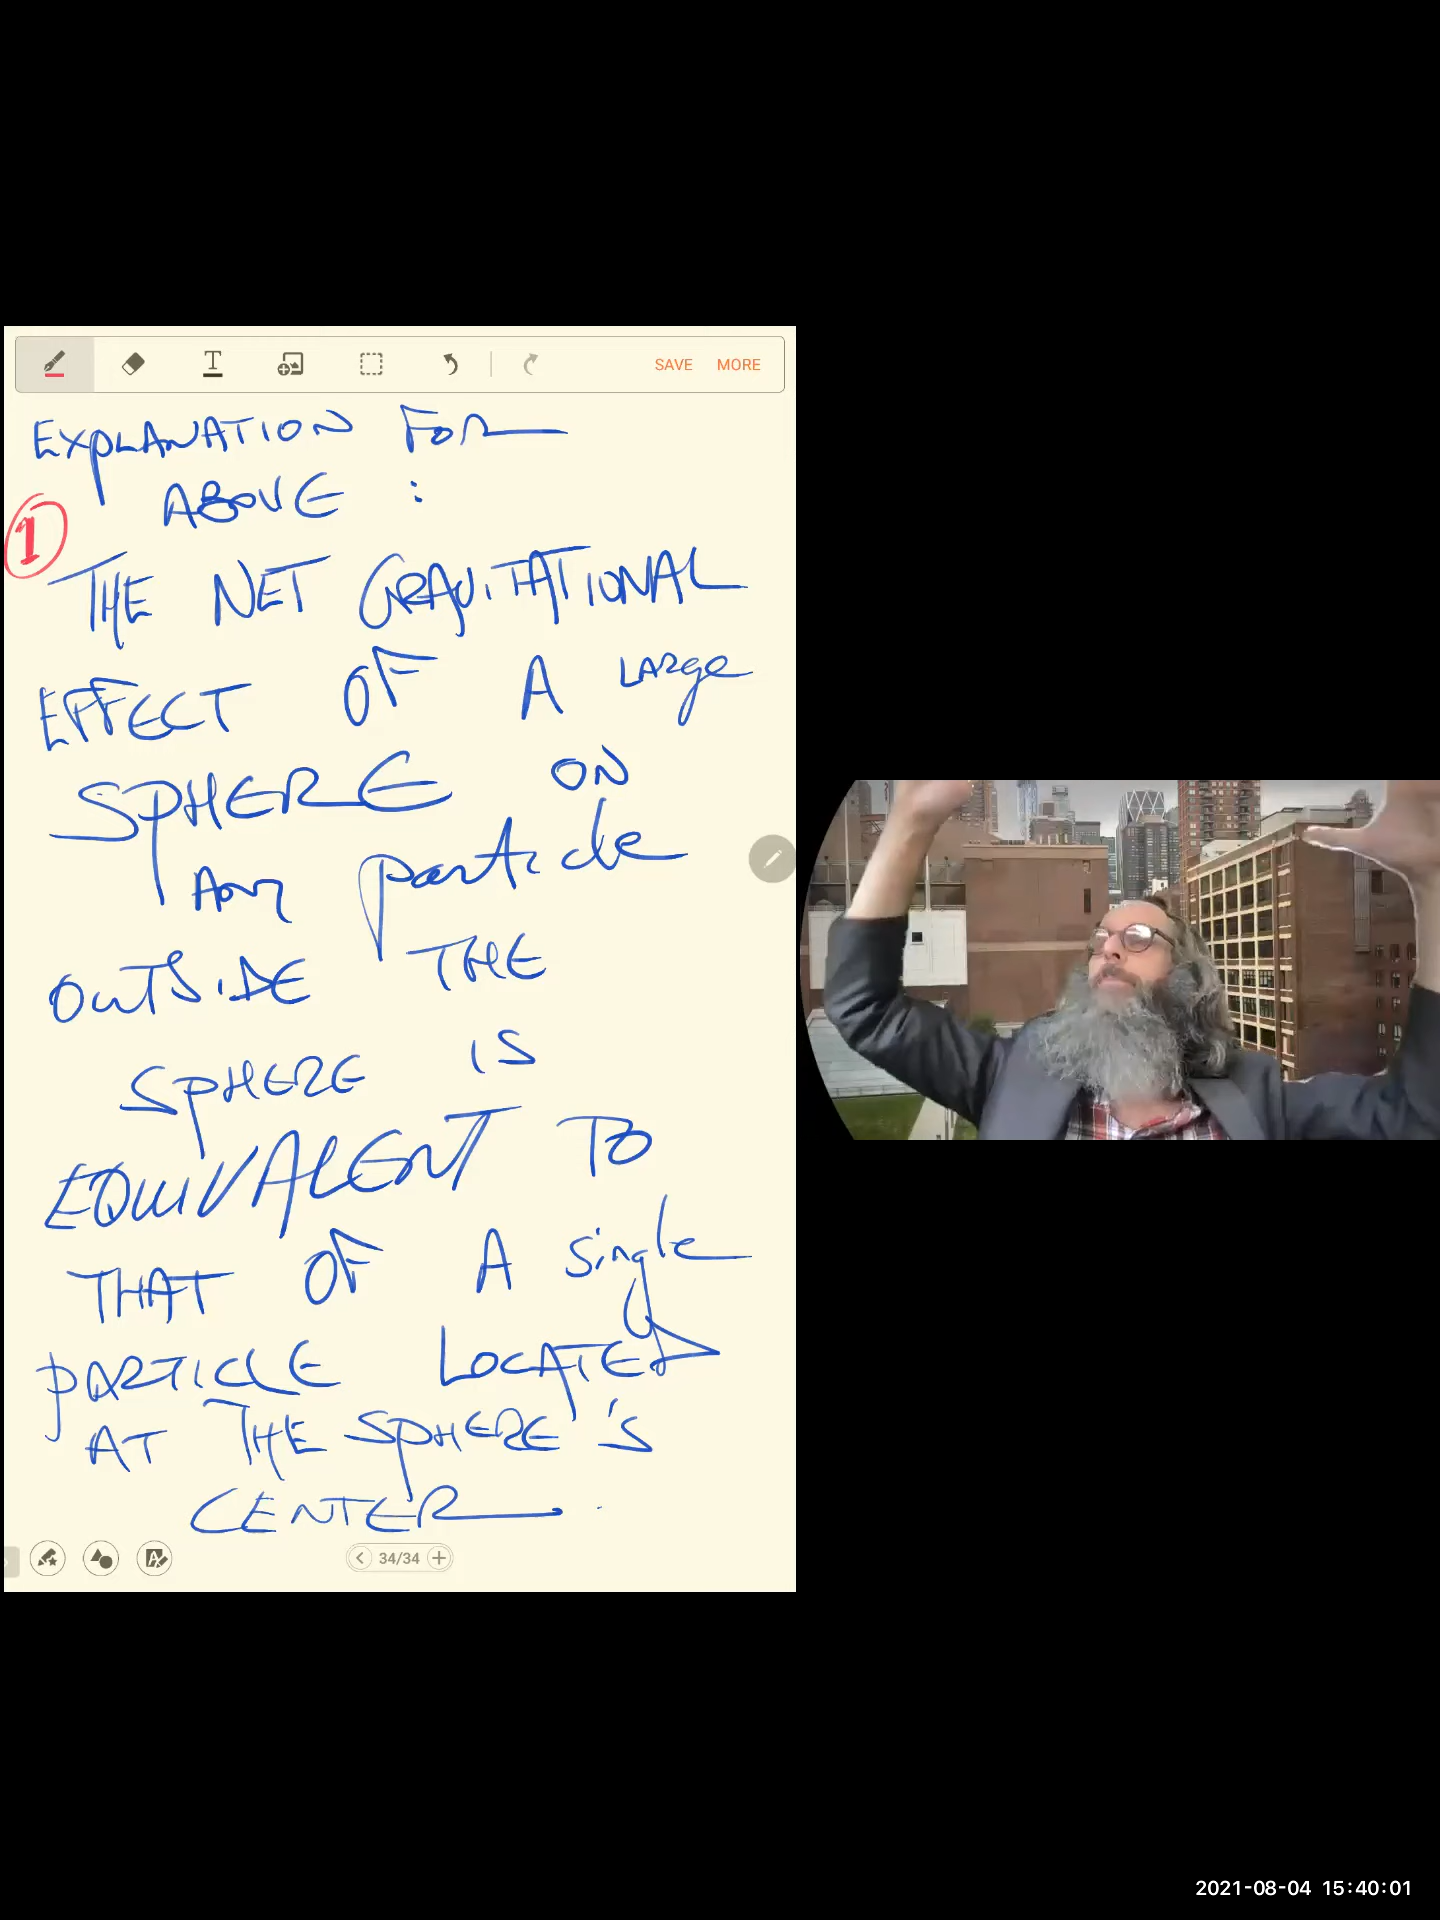 SAVE MORE
EXPLANATION FOR
ABOVE :
1
THE NET GRAVITATIONAL
EFFECT OF A LARGE
SPHERE ON
ANY particle
OUTSIDE THE
SPHERE IS
EQUIVALENT TO
THAT OF A single
PARTICLE LOCATED
AT THE SPHERE'S
CENTER.
34/34
2021-08-04 15:40:01